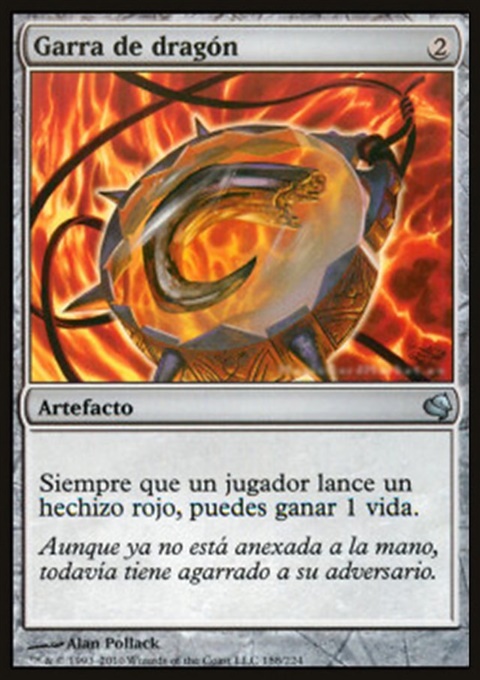 Garra de dragón 2
Artefacto
Siempre que un jugador lance un
hechizo rojo, puedes ganar 1 vida.
Aunque ya no está anexada a la mano,
todavía tiene agarrado a su adversario.
Alan Pollack
™ & © 1993-2010 Wizards of the Coast LLC 188/224